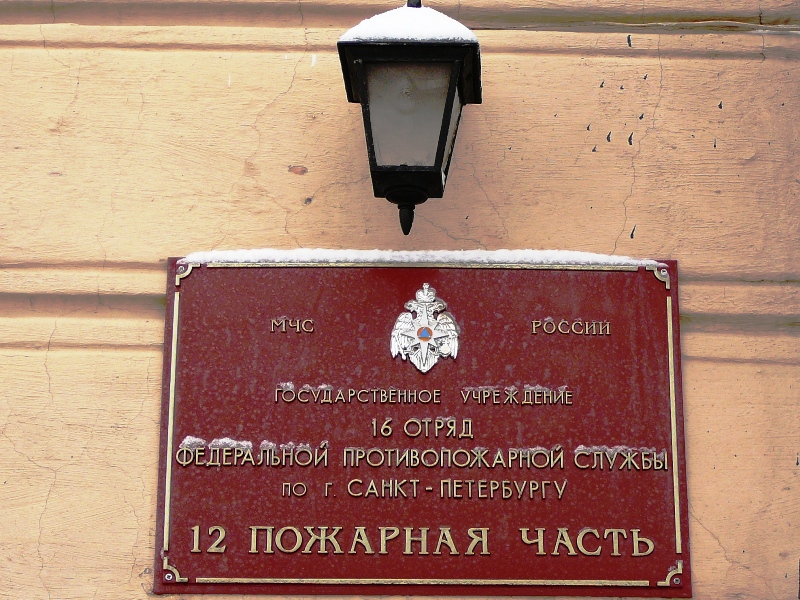 МЧС РОССИИ
ГОСУДАРСТВЕННОЕ УЧРЕЖДЕНИЕ
16 ОТРЯД
ФЕДЕРАЛЬНОЙ ПРОТИВОПОЖАРНОЙ СЛУЖБЫ
ПО Г. САНКТ-ПЕТЕРБУРГУ
12 ПОЖАРНАЯ ЧАСТЬ